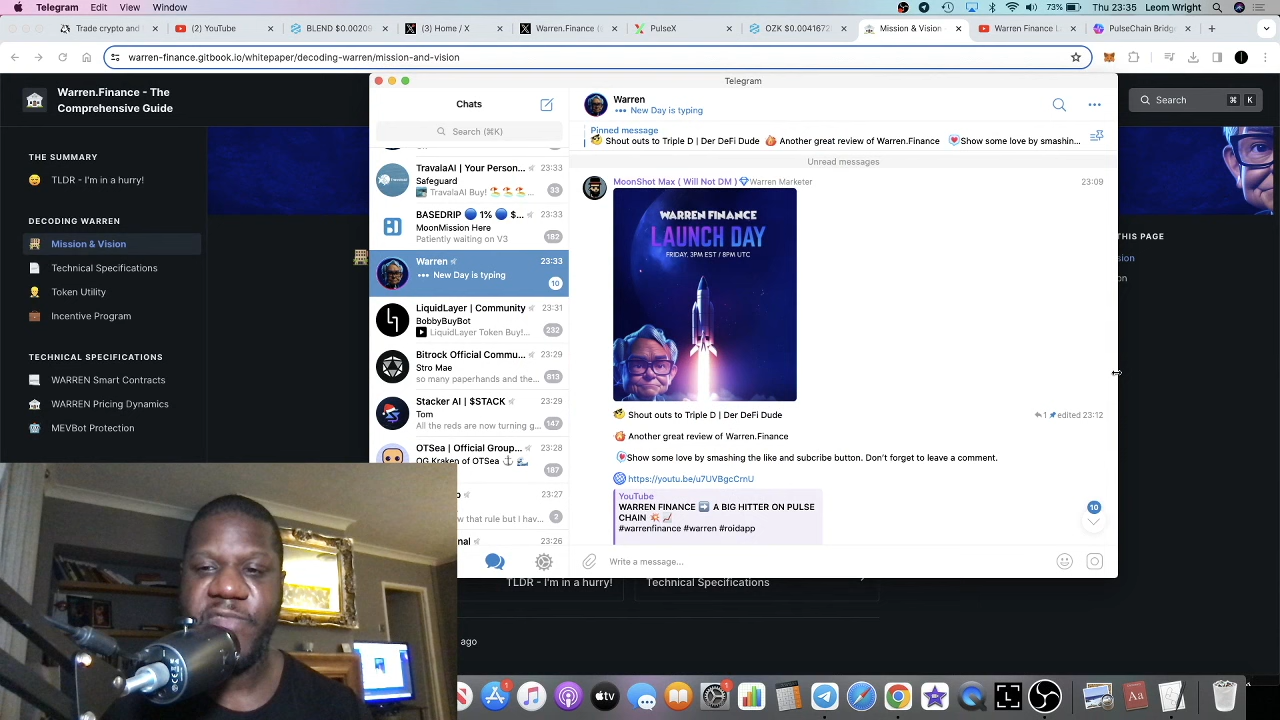 Telegram Edit View Window 73% Thu 23:35 Leom Wright
Trade crypto and (2) YouTube BLEND $0.00209 (3) Home / X Warren.Finance ( PulseX OZK $0.0041672 Mission & Vision Warren Finance L PulseChain Bridge
warren-finance.gitbook.io/whitepaper/decoding-warren/mission-and-vision
Warren.Finance - The
Comprehensive Guide
Search ⌘ K
THE SUMMARY
TLDR - I'm in a hurry!
DECODING WARREN
Mission & Vision
Technical Specifications
Token Utility
Incentive Program
TECHNICAL SPECIFICATIONS
WARREN Smart Contracts
WARREN Pricing Dynamics
MEVBot Protection
Telegram
Chats
Search (⌘K)
TravalaAI | Your Person... 23:33
Safeguard
TravalaAI Buy! 33
BASEDRIP 🔵 1% 🔵 $... 23:33
MoonMission Here
Patiently waiting on V3 182
Warren 23:33
••• New Day is typing
10
LiquidLayer | Community 23:31
BobbyBuyBot
LiquidLayer Token Buy!... 232
Bitrock Official Commu... 23:29
Stro Mae
so many paperhands and the... 813
Stacker AI | $STACK 23:29
Tom
All the reds are now turning g... 147
OTSea | Official Group... 23:28
OG Kraken of OTSea 187
23:27
w that rule but I hav... 2
nal 23:26
Warren
••• New Day is typing
Pinned message
Shout outs to Triple D | Der DeFi Dude 🔥 Another great review of Warren.Finance 💌Show some love by smashin...
Unread messages
MoonShot Max ( Will Not DM ) 💎 Warren Marketer 23:09
WARREN FINANCE
LAUNCH DAY
FRIDAY, 3PM EST / 8PM UTC
Shout outs to Triple D | Der DeFi Dude 1 edited 23:12
Another great review of Warren.Finance
Show some love by smashing the like and subcribe button. Don't forget to leave a comment.
https://youtu.be/u7UVBgcCrnU
YouTube
WARREN FINANCE ➡️ A BIG HITTER ON PULSE
CHAIN 💥 📈
#warrenfinance #warren #roidapp
10
Write a message...
THIS PAGE
sion
on
TLDR - I'm in a hurry! Technical Specifications
ago